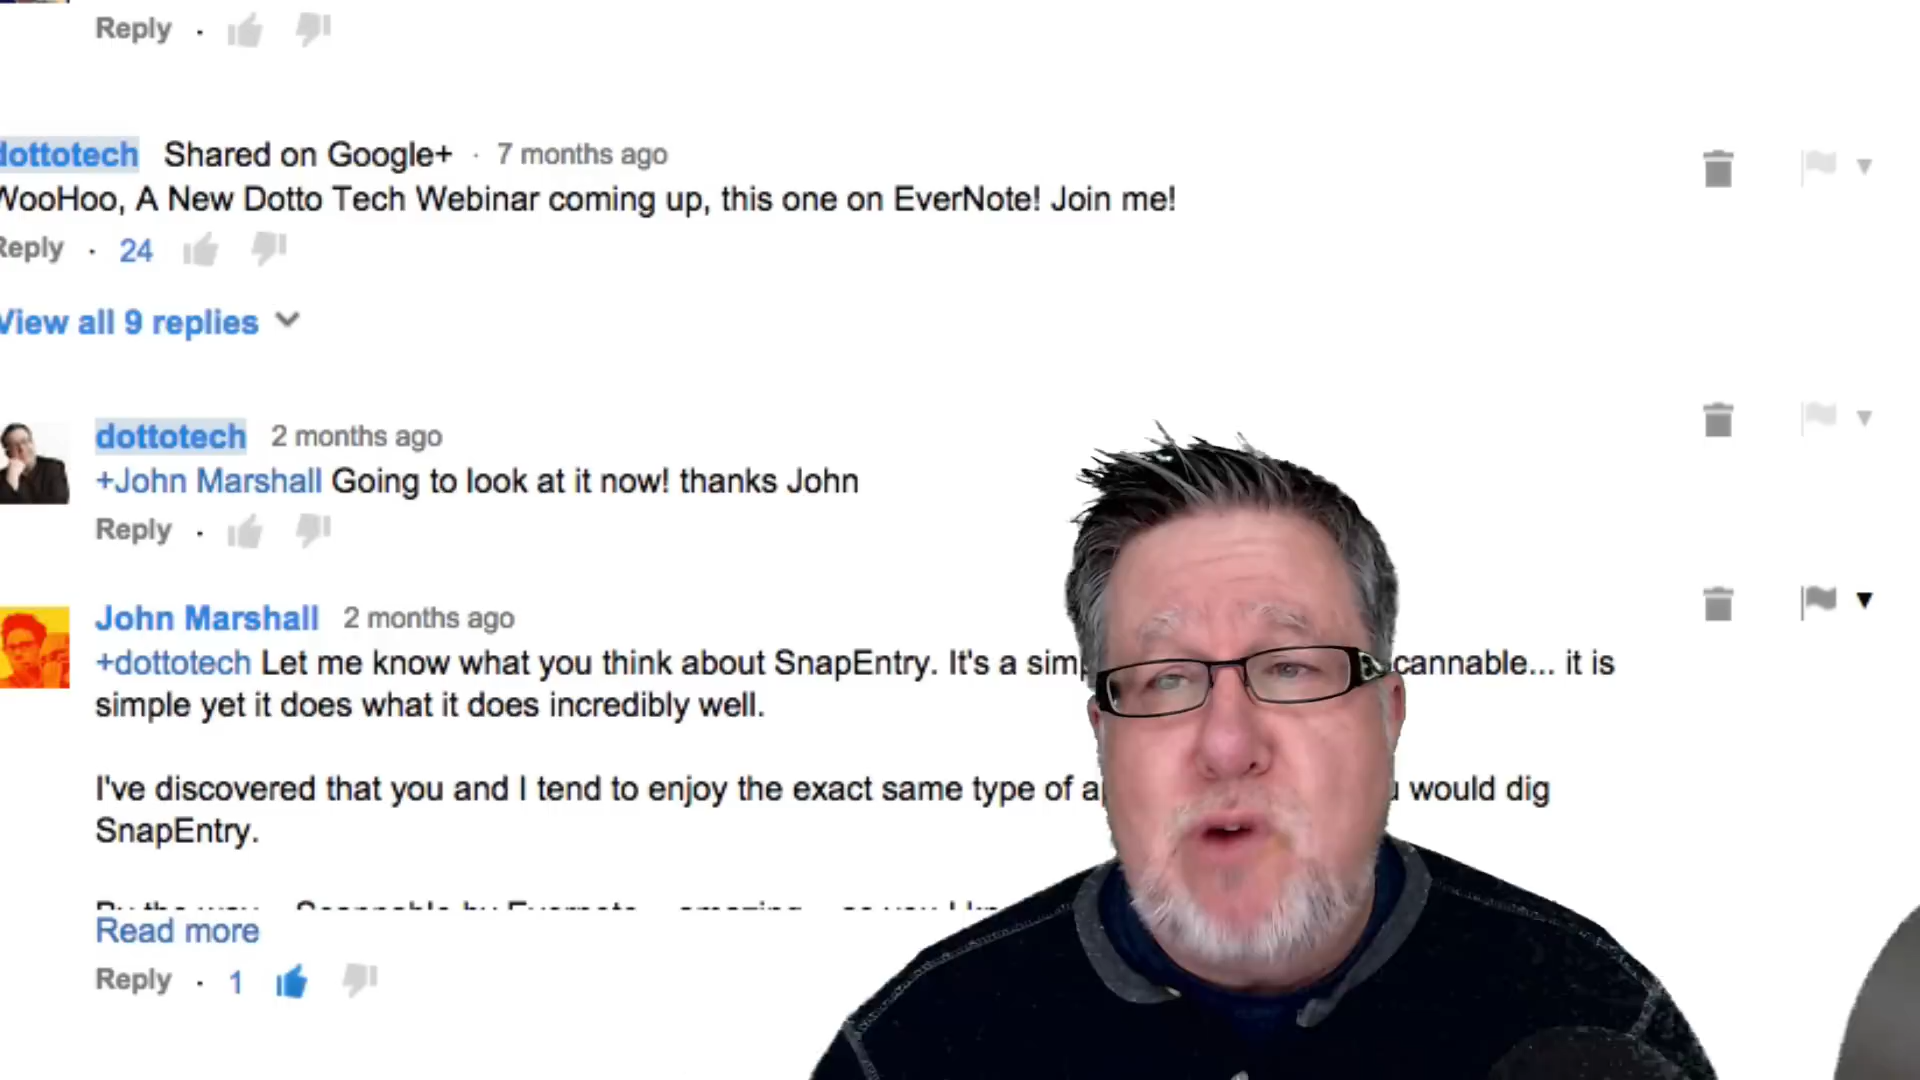 Reply ·
dottotech Shared on Google+ · 7 months ago
WooHoo, A New Dotto Tech Webinar coming up, this one on EverNote! Join me!
Reply · 24
View all 9 replies
dottotech 2 months ago
+John Marshall Going to look at it now! thanks John
Reply ·
John Marshall 2 months ago
+dottotech Let me know what you think about SnapEntry. It's a cannable... it is
simple yet it does what it does incredibly well.
I've discovered that you and I tend to enjoy the exact same type of would dig
SnapEntry.
Read more
Reply · 1